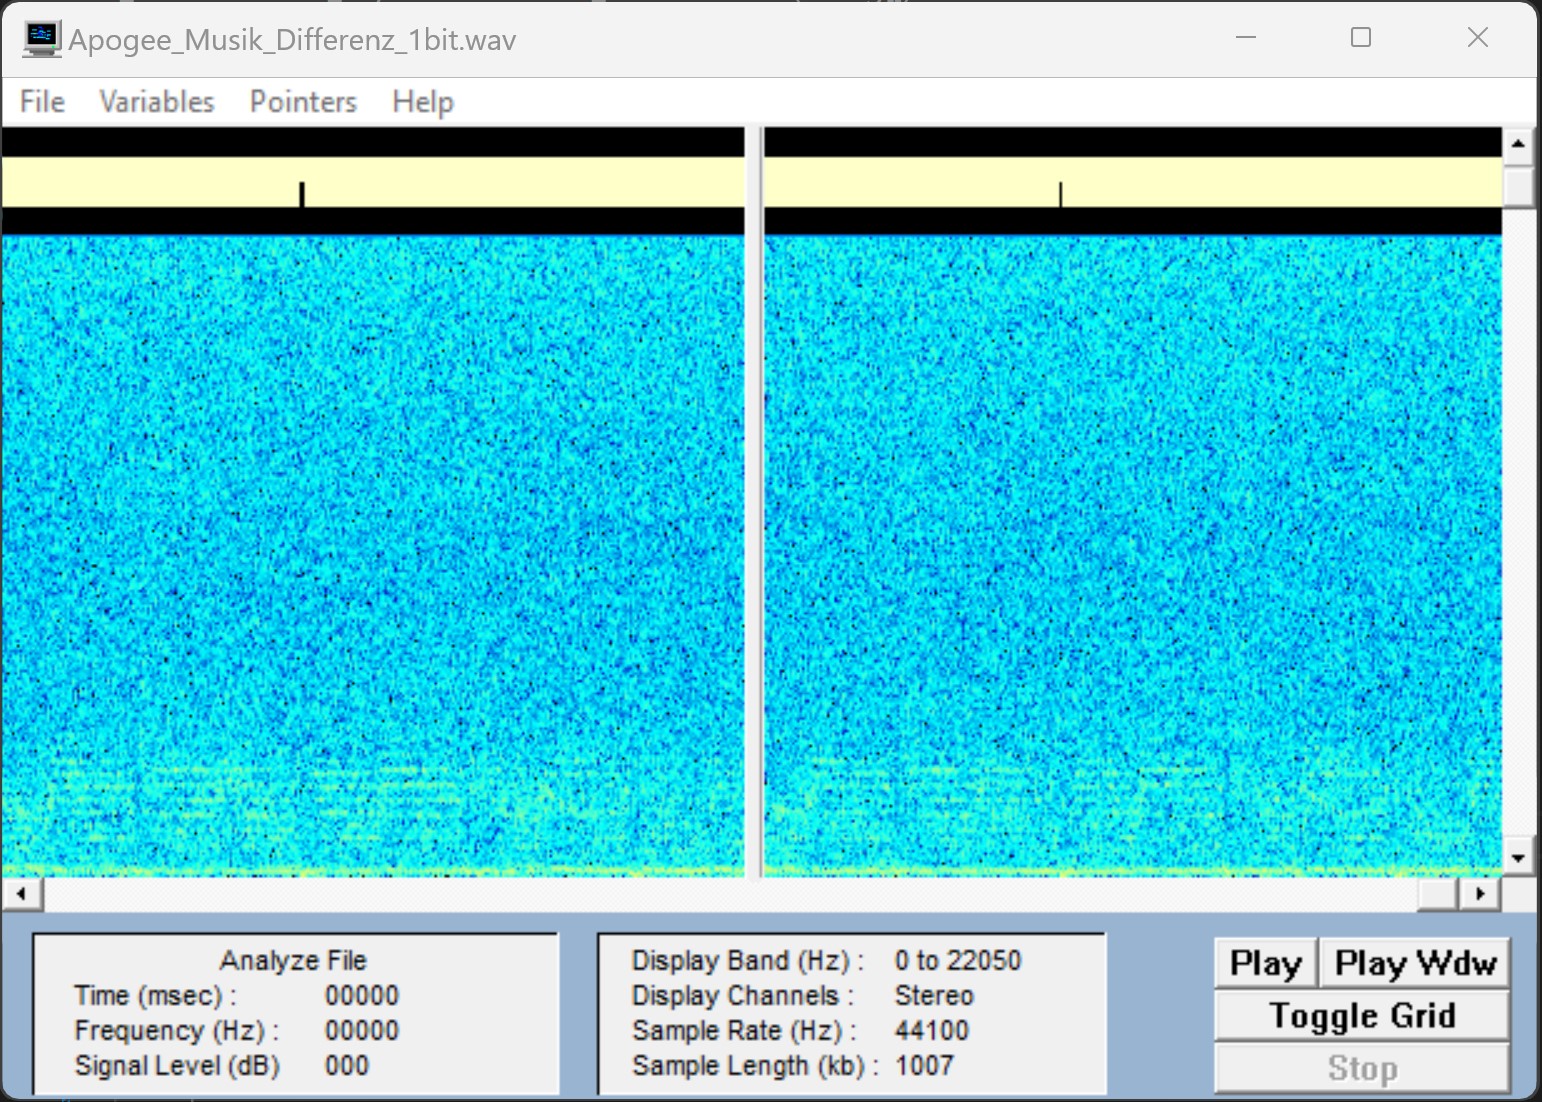 Apogee_Musik_Differenz_1bit.wav
File Variables Pointers Help
Analyze File
Time (msec) : 00000
Frequency (Hz) : 00000
Signal Level (dB) 000
Display Band (Hz) : 0 to 22050
Display Channels : Stereo
Sample Rate (Hz) : 44100
Sample Length (kb) : 1007
Play Play Wdw
Toggle Grid
Stop